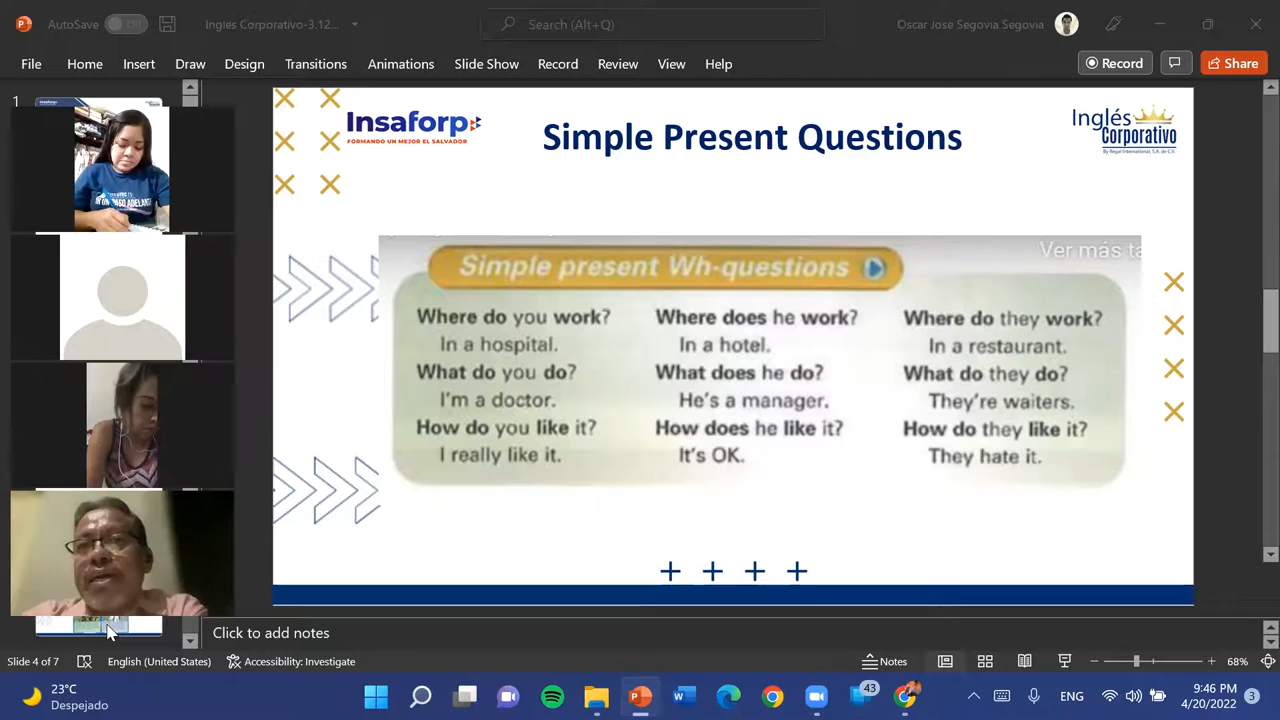 AutoSave Off Ingles Corporativo-3.12... Search (Alt+Q) Oscar Jose Segovia Segovia
File Home Insert Draw Design Transitions Animations Slide Show Record Review View Help Record Share
1
Insaforp
FORMANDO UN MEJOR EL SALVADOR
Simple Present Questions
Inglés
Corporativo
By Regal International, S.A. de C.V.
Ver más ta
Simple present Wh-questions
Where do you work? Where does he work? Where do they work?
In a hospital. In a hotel. In a restaurant.
What do you do? What does he do? What do they do?
I'm a doctor. He's a manager. They're waiters.
How do you like it? How does he like it? How do they like it?
I really like it. It's OK. They hate it.
Click to add notes
Slide 4 of 7 English (United States) Accessibility: Investigate Notes 68%
23°C
Despejado
43
ENG
9:46 PM
4/20/2022
3